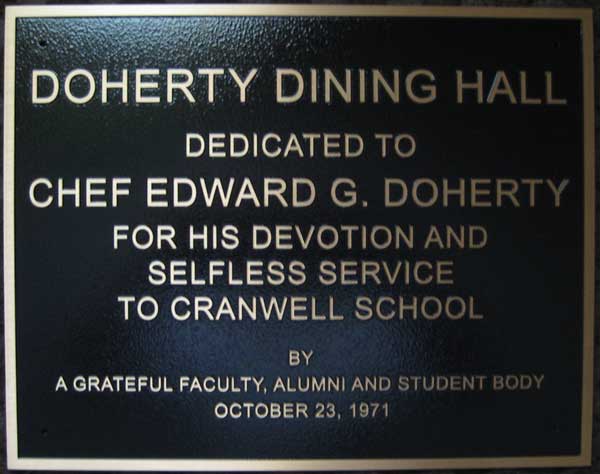 DOHERTY DINING HALL
DEDICATED TO
CHEF EDWARD G. DOHERTY
FOR HIS DEVOTION AND
SELFLESS SERVICE
TO CRANWELL SCHOOL
BY
A GRATEFUL FACULTY, ALUMNI AND STUDENT BODY
OCTOBER 23, 1971